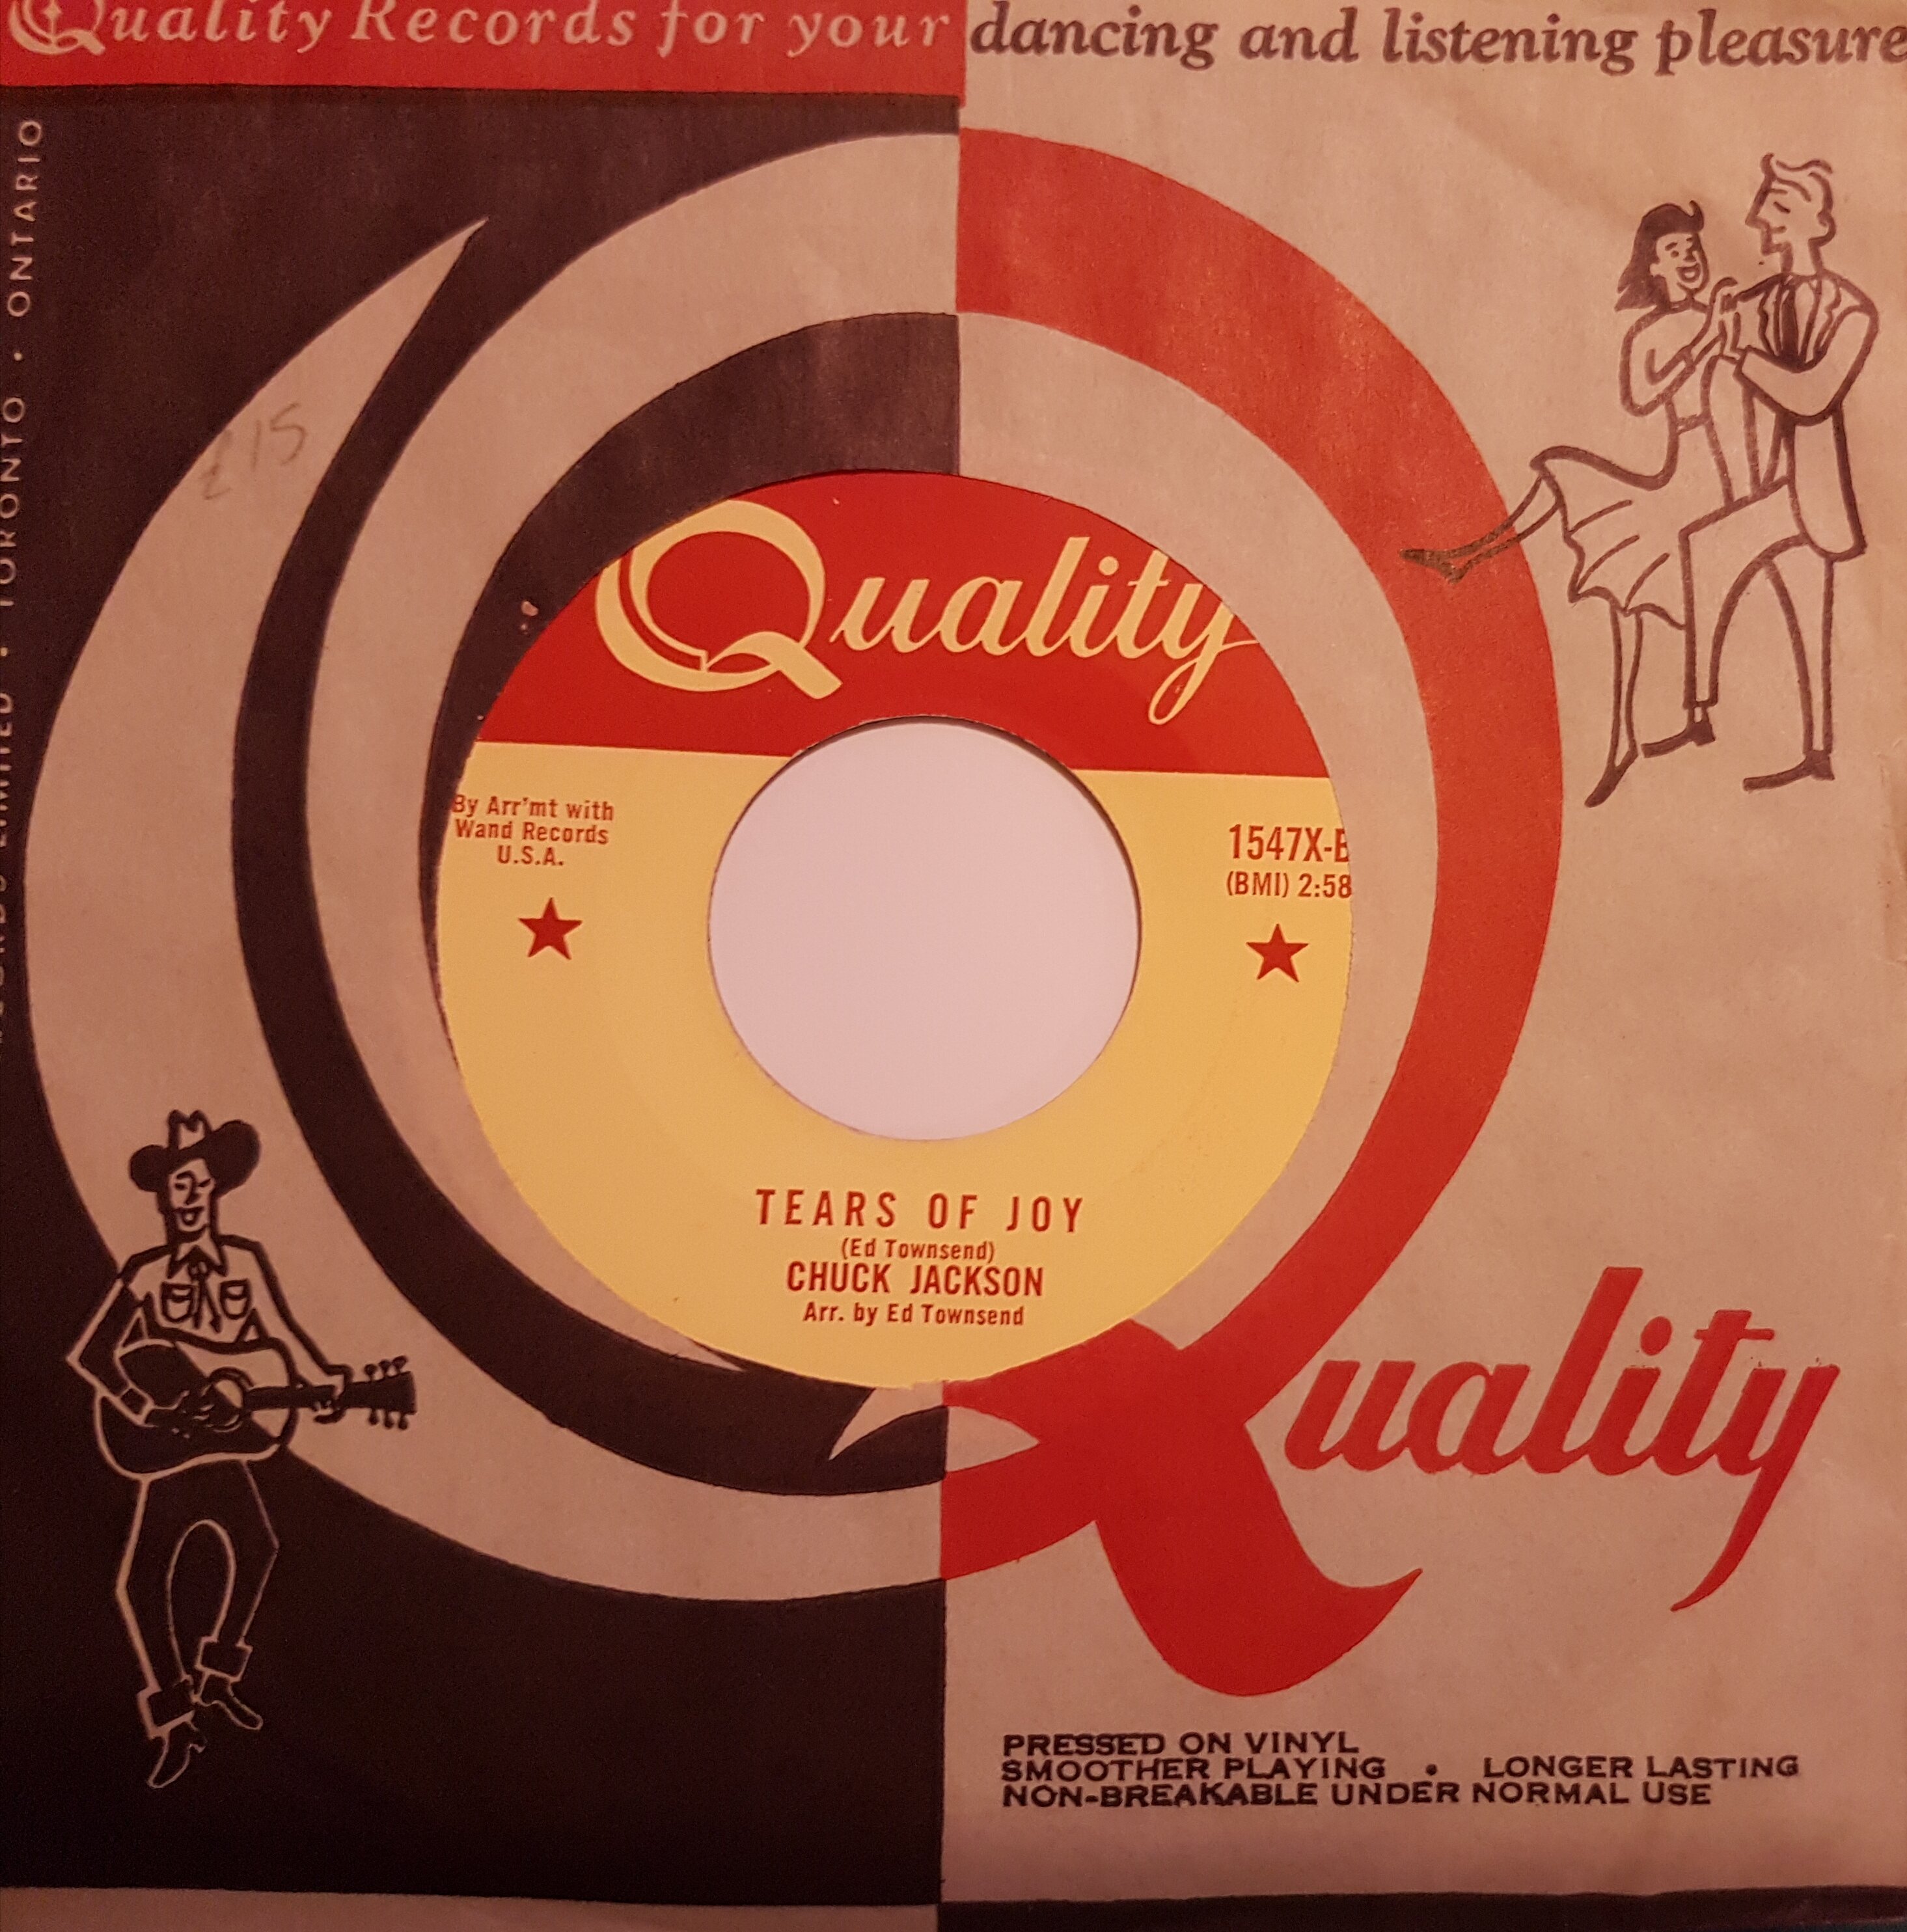 Quality Records for your dancing and listening pleasure
LIMITED • TORONTO • ONTARIO
£15
Quality
By Arr'mt with
Wand Records
U.S.A.
1547X-B
(BMI) 2:58
TEARS OF JOY
(Ed Townsend)
CHUCK JACKSON
Arr. by Ed Townsend
Quality
PRESSED ON VINYL
SMOOTHER PLAYING • LONGER LASTING
NON-BREAKABLE UNDER NORMAL USE